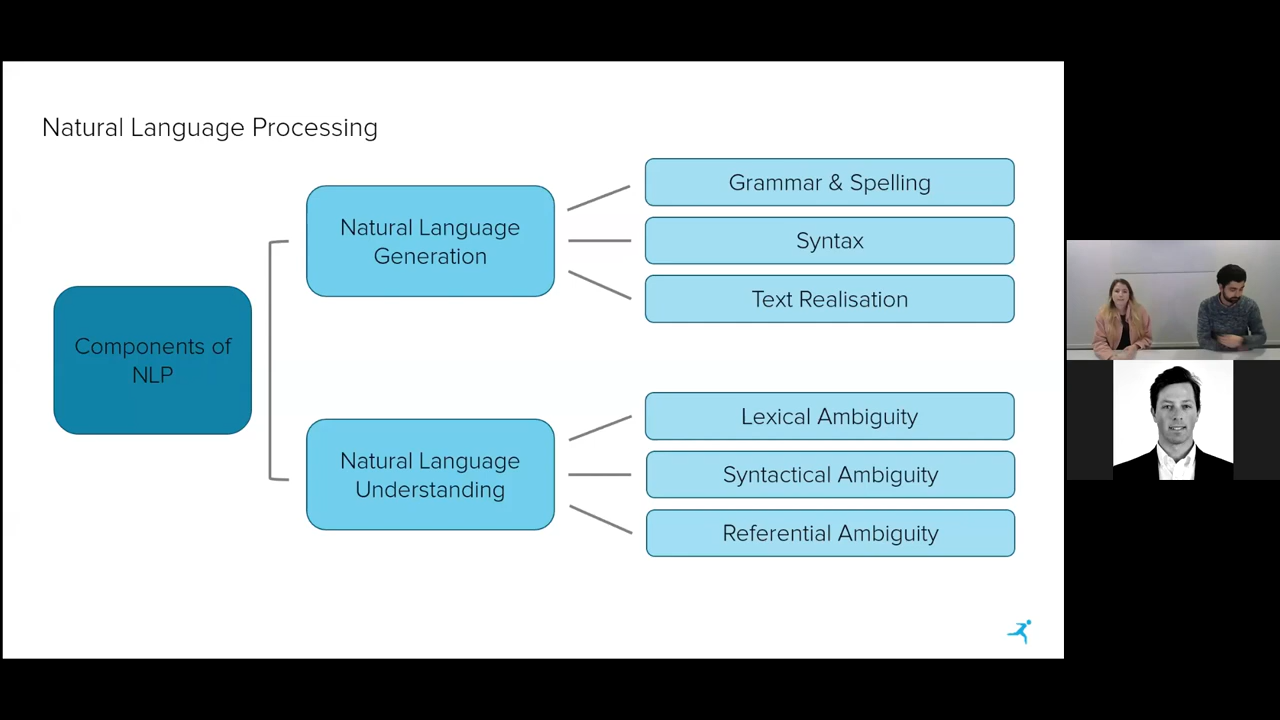 Natural Language Processing
Components of
NLP
Natural Language
Generation
Grammar & Spelling
Syntax
Text Realisation
Natural Language
Understanding
Lexical Ambiguity
Syntactical Ambiguity
Referential Ambiguity